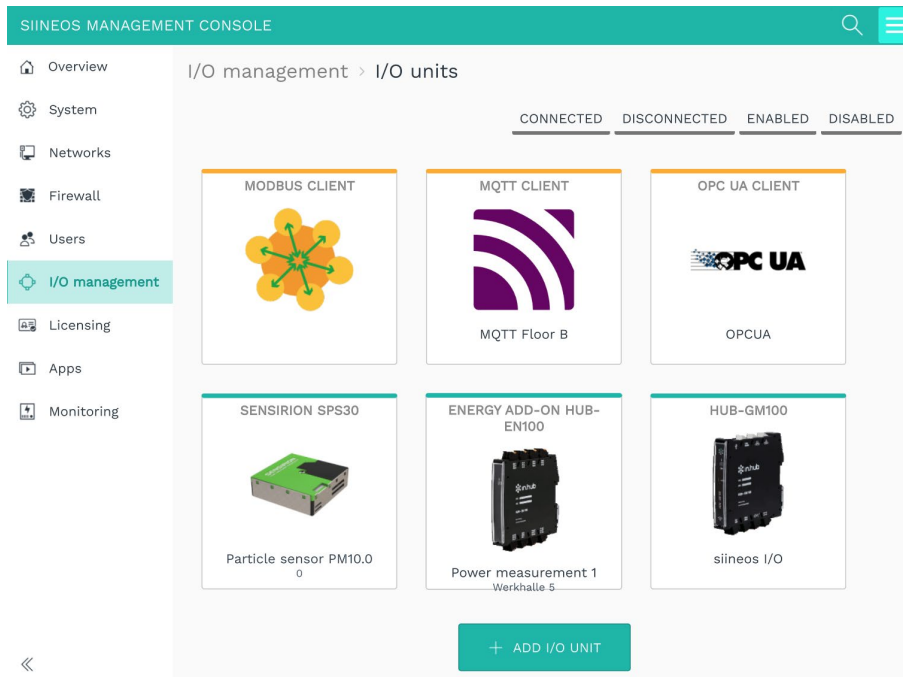 SIINEOS MANAGEMENT CONSOLE
Overview
System
Networks
Firewall
Users
I/O management
Licensing
Apps
Monitoring
I/O management > I/O units
CONNECTED DISCONNECTED ENABLED DISABLED
MODBUS CLIENT
MQTT CLIENT
MQTT Floor B
OPC UA CLIENT
OPC UA
OPCUA
SENSIRION SPS30
Particle sensor PM10.0
0
ENERGY ADD-ON HUB-
EN100
inhub
Power measurement 1
Werkhalle 5
HUB-GM100
inhub
siineos I/O
+ ADD I/O UNIT